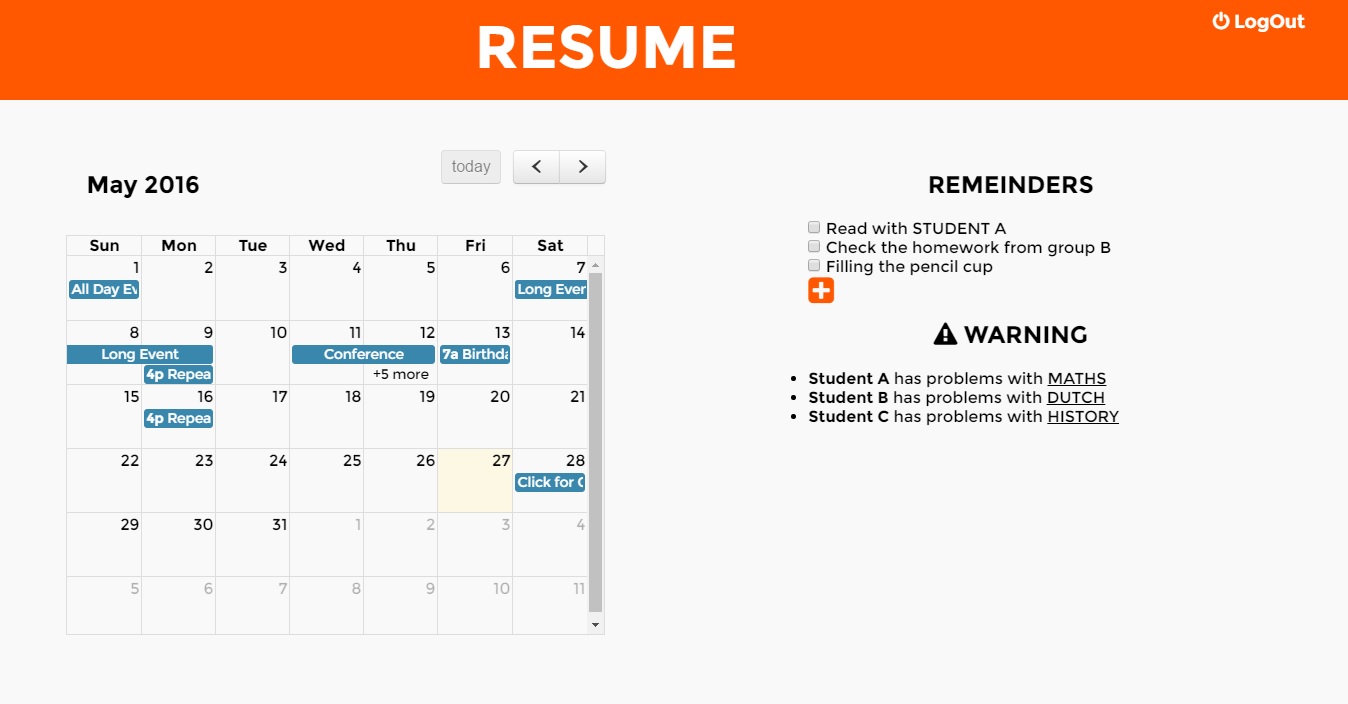 RESUME
LogOut
today
May 2016
Sun Mon Tue Wed Thu Fri Sat
1 2 3 4 5 6 7
All Day Ev Long Ever
8 9 10 11 12 13 14
Long Event Conference 7a Birthda
4p Repea +5 more
15 16 17 18 19 20 21
4p Repea
22 23 24 25 26 27 28
Click for G
29 30 31 1 2 3 4
5 6 7 8 9 10 11
REMEINDERS
Read with STUDENT A
Check the homework from group B
Filling the pencil cup
WARNING
• Student A has problems with MATHS
• Student B has problems with DUTCH
• Student C has problems with HISTORY